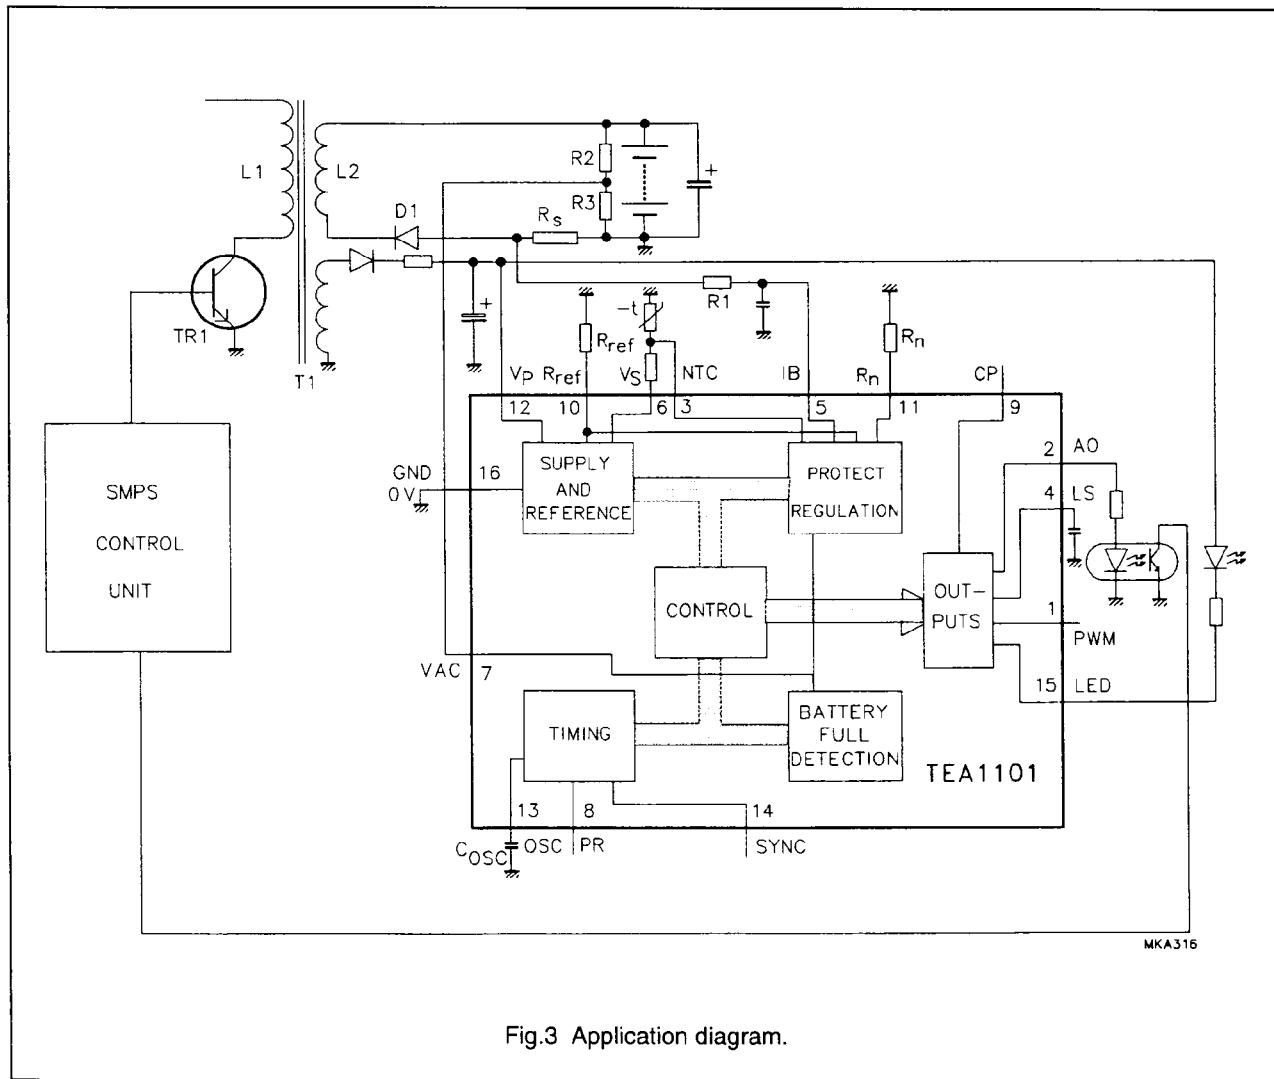 L1
L2
R2
R3
D1
Rs
+
TR1
T1
+
-t
R1
Rref
Rn
VP
Rref
VS
NTC
IB
Rn
CP
12
10
6
3
5
11
9
2
AO
GND
0V
16
SUPPLY
AND
REFERENCE
PROTECT
REGULATION
4
LS
SMPS
CONTROL
UNIT
CONTROL
OUT-
PUTS
1
PWM
VAC
7
15
LED
TIMING
BATTERY
FULL
DETECTION
TEA1101
13
8
14
COSC
OSC
PR
SYNC
MKA316
Fig.3 Application diagram.